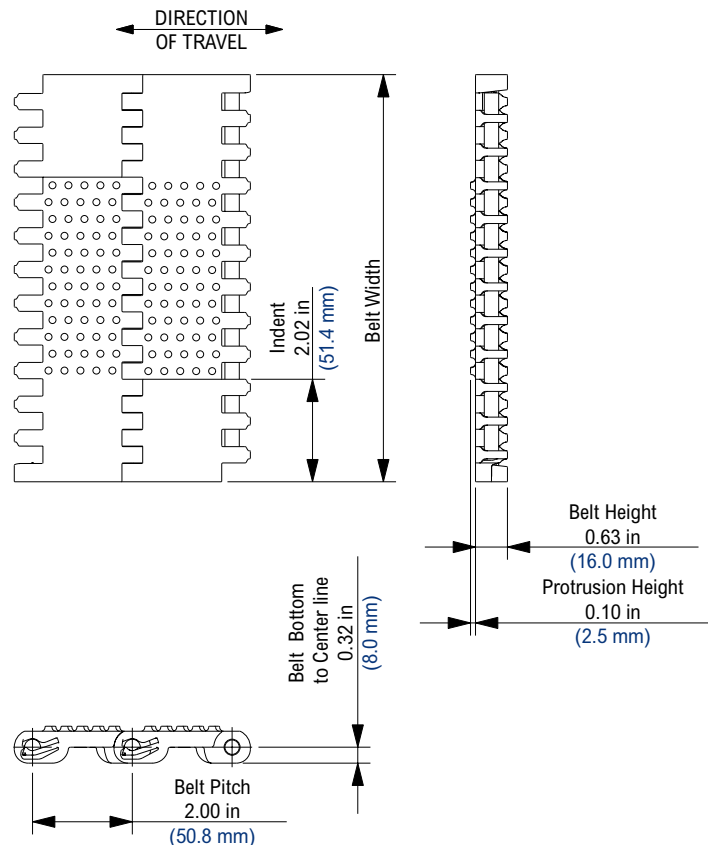 DIRECTION
OF TRAVEL
Indent
2.02 in
(51.4 mm)
Belt Width
Belt Height
0.63 in
(16.0 mm)
Protrusion Height
0.10 in
(2.5 mm)
Belt Bottom
to Center line
0.32 in
(8.0 mm)
Belt Pitch
2.00 in
(50.8 mm)